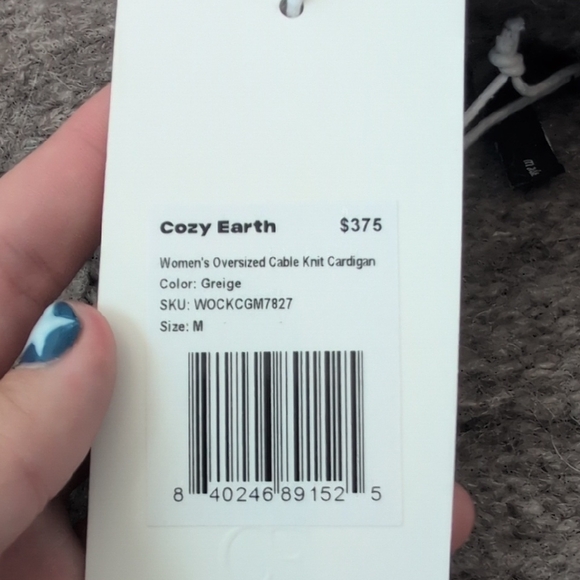 Cozy Earth $375
Women's Oversized Cable Knit Cardigan
Color: Greige
SKU: WOCKCGM7827
Size: M
8 40246 89152 5